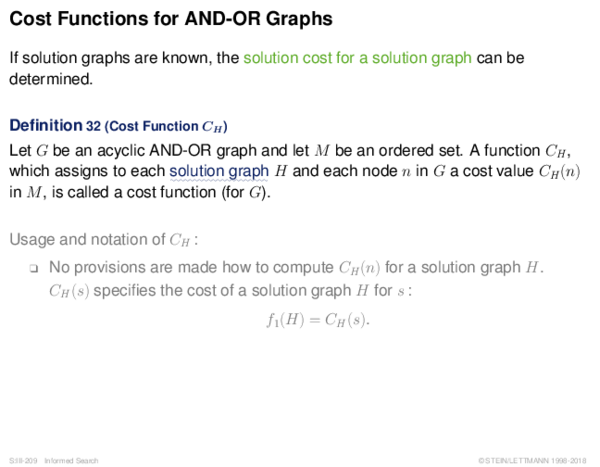 Cost Functions for AND-OR Graphs
If solution graphs are known, the solution cost for a solution graph can be
determined.
Definition 32 (Cost Function C_H)
Let G be an acyclic AND-OR graph and let M be an ordered set. A function C_H,
which assigns to each solution graph H and each node n in G a cost value C_H(n)
in M, is called a cost function (for G).
Usage and notation of C_H :
❑ No provisions are made how to compute C_H(n) for a solution graph H.
C_H(s) specifies the cost of a solution graph H for s :
f_1(H) = C_H(s).
S:II-209 Informed Search
©STEIN/LETTMANN 1998-2018